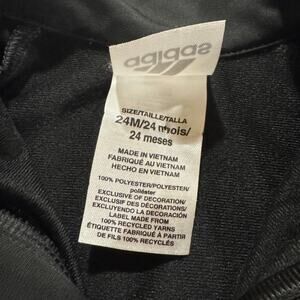 adidas
SIZE/TAILLE/TALLA
24M/24 mois/
24 meses
MADE IN VIETNAM
FABRIQUÉ AU VIETNAM
HECHO EN VIETNAM
100% POLYESTER/POLYESTER/
poliéster
EXCLUSIVE OF DECORATION/
EXCLUSIF DES DÉCORATIONS/
EXCLUYENDO LA DECORACIÓN
LABEL MADE FROM
100% RECYCLED YARNS
ÉTIQUETTE FABRIQUÉ À PARTIR
DE FILS 100% RECYCLÉS